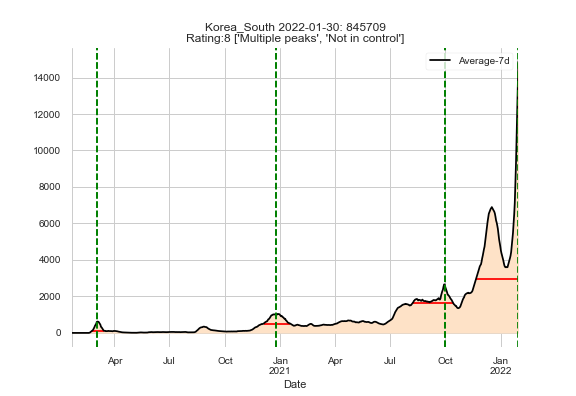 Korea_South 2022-01-30: 845709
Rating:8 ['Multiple peaks', 'Not in control']
Average-7d
14000
12000
10000
8000
6000
4000
2000
0
Apr Jul Oct Jan Apr Jul Oct Jan
2021 2022
Date